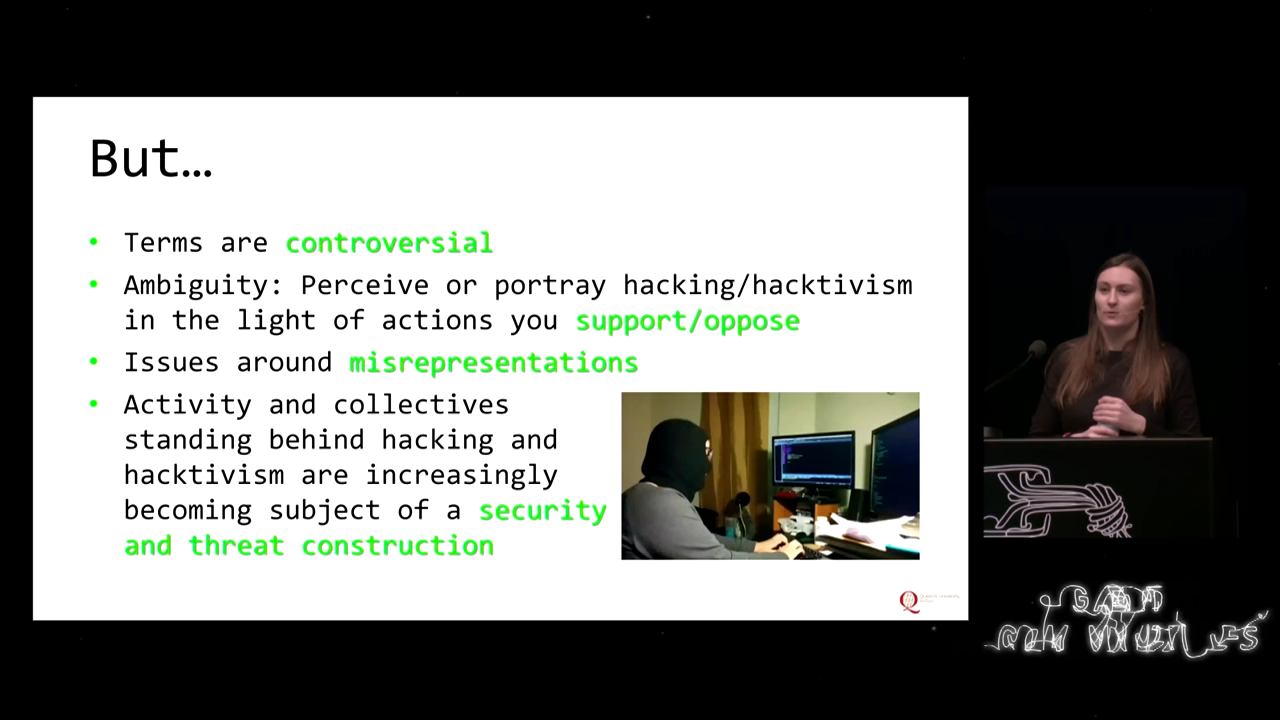 But…
• Terms are controversial
• Ambiguity: Perceive or portray hacking/hacktivism
in the light of actions you support/oppose
• Issues around misrepresentations
• Activity and collectives
standing behind hacking and
hacktivism are increasingly
becoming subject of a security
and threat construction